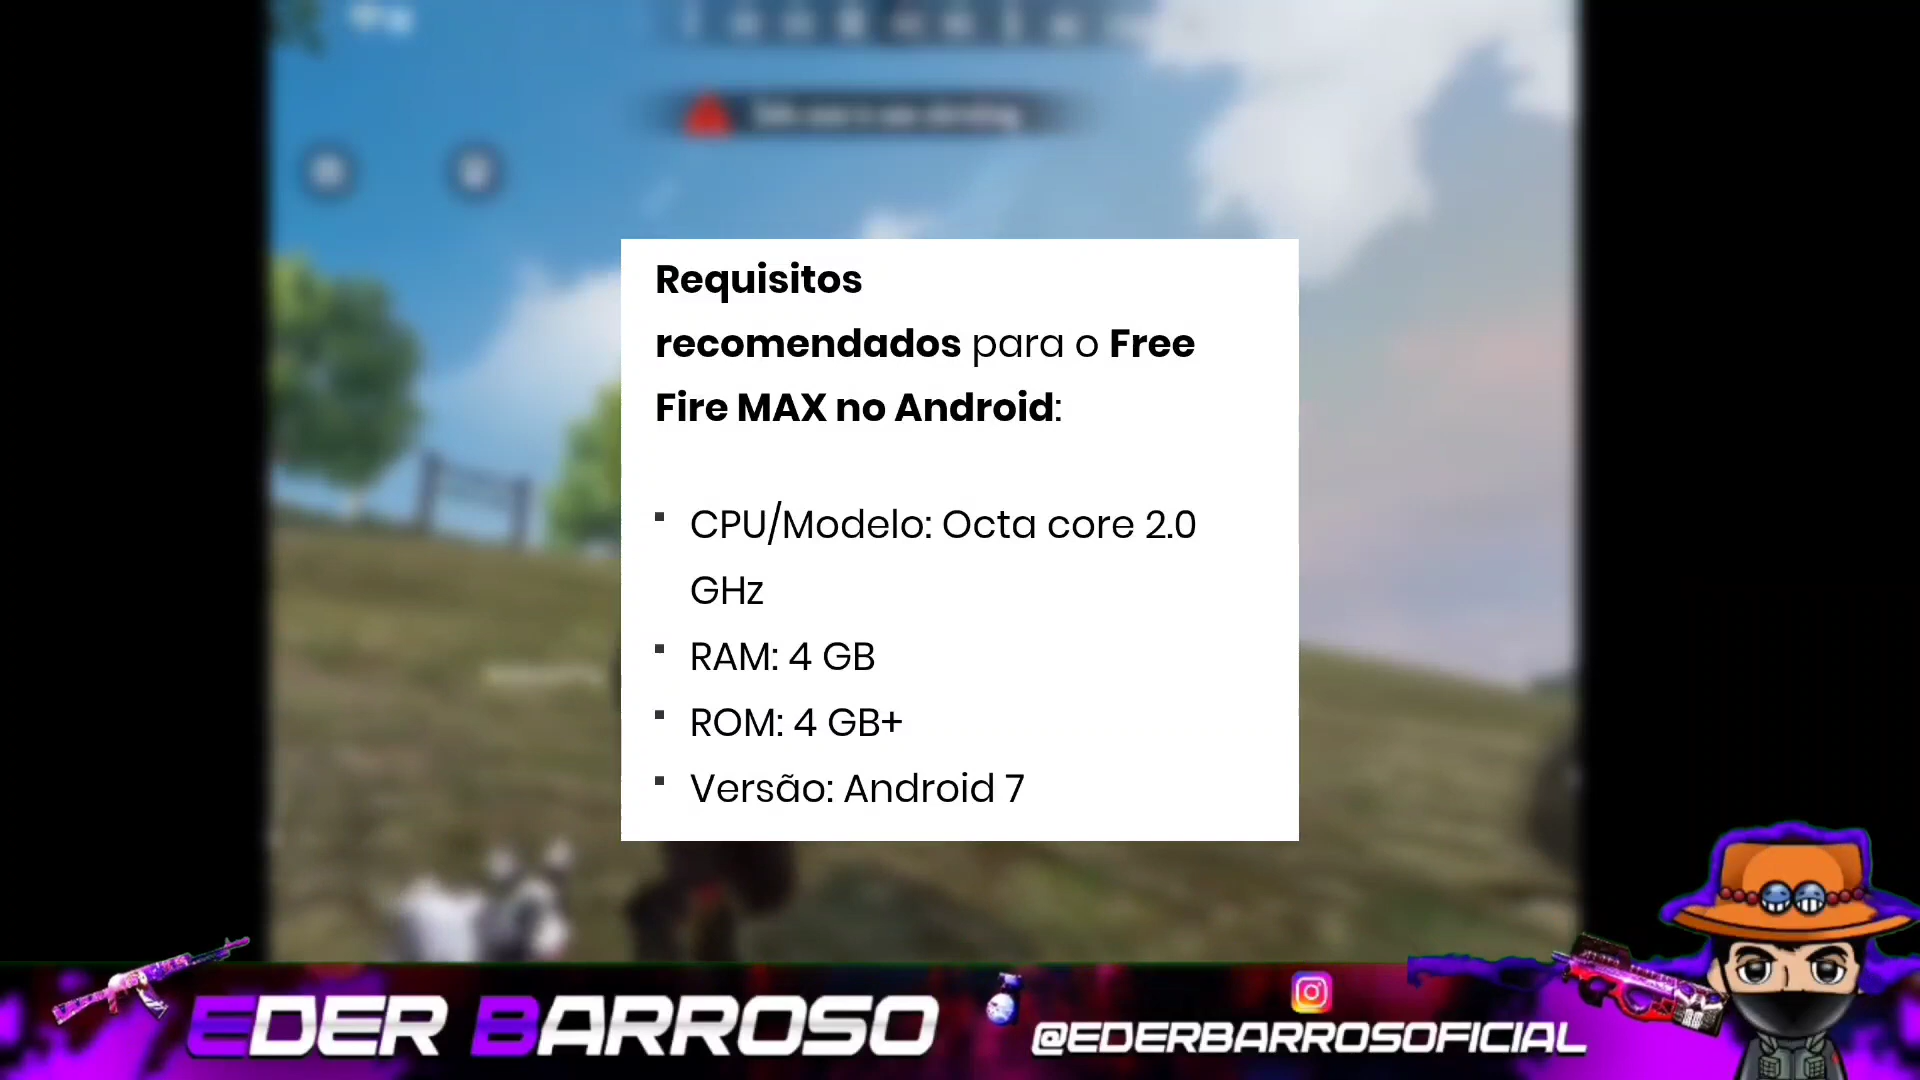 Requisitos
recomendados para o Free
Fire MAX no Android:
▪ CPU/Modelo: Octa core 2.0
GHz
▪ RAM: 4 GB
▪ ROM: 4 GB+
▪ Versão: Android 7
EDER BARROSO
@EDERBARROSOFICIAL